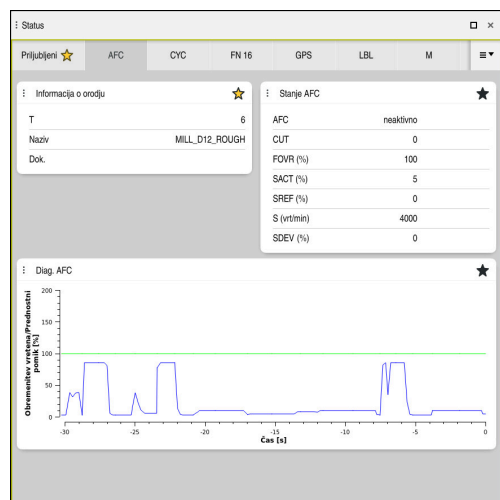 Status
Priljubljeni AFC CYC FN 16 GPS LBL M
Informacija o orodju
T 6
Naziv MILL_D12_ROUGH
Dok.
Stanje AFC
AFC neaktivno
CUT 0
FOVR (%) 100
SACT (%) 5
SREF (%) 0
S (vrt/min) 4000
SDEV (%) 0
Diag. AFC
Obremenitev vretena/Prednostni
pomik [%]
200
150
100
50
0
-30 -25 -20 -15 -10 -5 0
Čas [s]